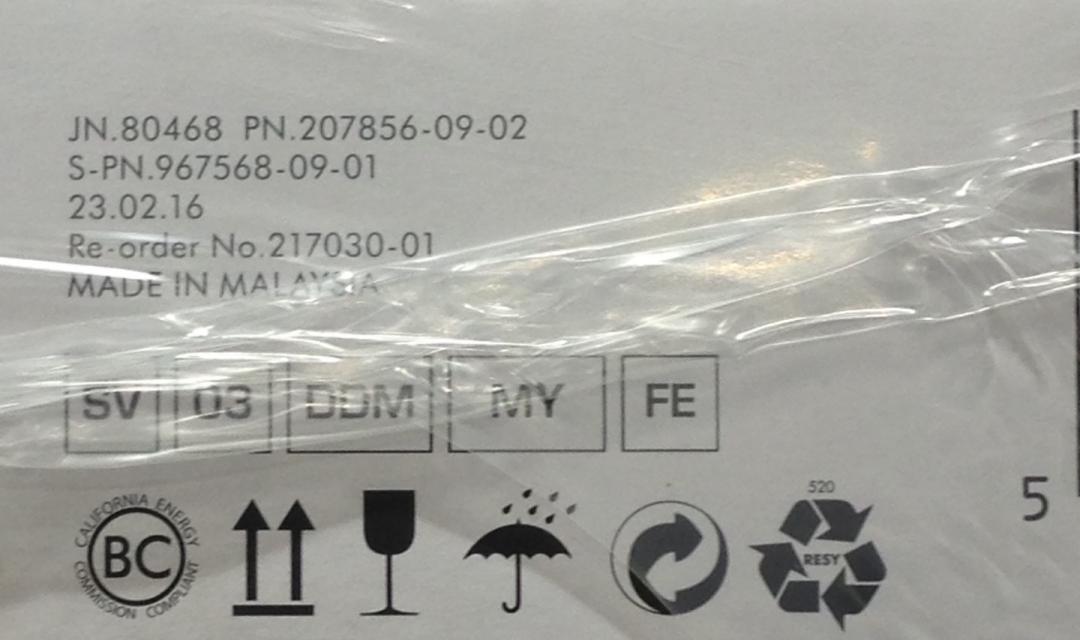 JN.80468 PN.207856-09-02
S-PN.967568-09-01
23.02.16
Re-order No.217030-01
MADE IN MALAYSIA
SV 03 DDM MY FE
CALIFORNIA ENERGY
BC
COMMISSION COMPLIANT
520
RESY
5